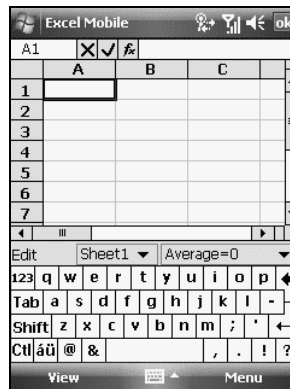 Excel Mobile ok
A1
A B C
1
2
3
4
5
6
7
Edit Sheet1 Average=0
123 q w e r t y u i o p
Tab a s d f g h j k l -
Shift z x c v b n m ; '
Ctl áü @ & , . ! ?
View Menu